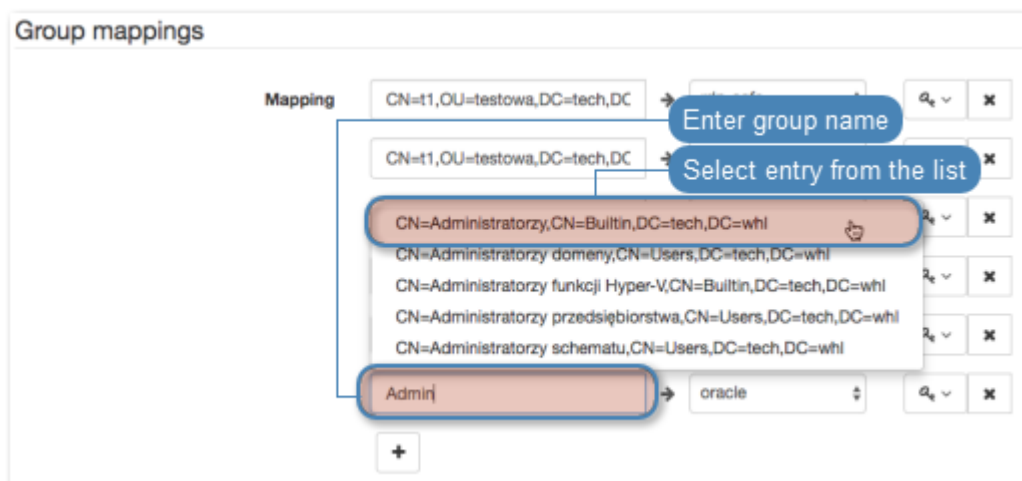 Group mappings
Mapping
CN=t1,OU=testowa,DC=tech,DC
Enter group name
CN=t1,OU=testowa,DC=tech,DC
Select entry from the list
CN=Administratorzy,CN=Builtin,DC=tech,DC=whl
CN=Administratorzy domeny,CN=Users,DC=tech,DC=whl
CN=Administratorzy funkcji Hyper-V,CN=Builtin,DC=tech,DC=whl
CN=Administratorzy przedsiębiorstwa,CN=Users,DC=tech,DC=whl
CN=Administratorzy schematu,CN=Users,DC=tech,DC=whl
Admin
oracle